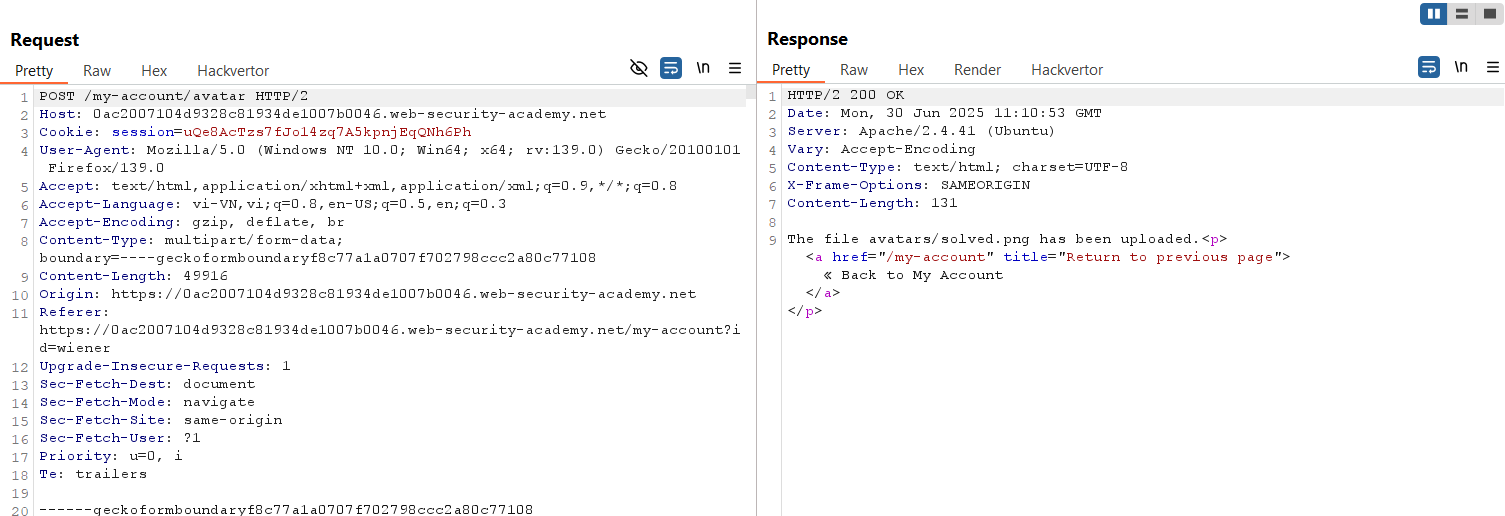 Request
Pretty Raw Hex Hackvertor \n
1 POST /my-account/avatar HTTP/2
2 Host: 0ac2007104d9328c81934de1007b0046.web-security-academy.net
3 Cookie: session=uQe8AcTzs7fJol4zq7A5kpnjEqQNh6Ph
4 User-Agent: Mozilla/5.0 (Windows NT 10.0; Win64; x64; rv:139.0) Gecko/20100101
Firefox/139.0
5 Accept: text/html,application/xhtml+xml,application/xml;q=0.9,*/*;q=0.8
6 Accept-Language: vi-VN,vi;q=0.8,en-US;q=0.5,en;q=0.3
7 Accept-Encoding: gzip, deflate, br
8 Content-Type: multipart/form-data;
boundary=----geckoformboundaryf8c77a1a0707f702798ccc2a80c77108
9 Content-Length: 49916
10 Origin: https://0ac2007104d9328c81934de1007b0046.web-security-academy.net
11 Referer:
https://0ac2007104d9328c81934de1007b0046.web-security-academy.net/my-account?i
d=wiener
12 Upgrade-Insecure-Requests: 1
13 Sec-Fetch-Dest: document
14 Sec-Fetch-Mode: navigate
15 Sec-Fetch-Site: same-origin
16 Sec-Fetch-User: ?1
17 Priority: u=0, i
18 Te: trailers
19
20 ------geckoformboundaryf8c77a1a0707f702798ccc2a80c77108
Response
Pretty Raw Hex Render Hackvertor \n
1 HTTP/2 200 OK
2 Date: Mon, 30 Jun 2025 11:10:53 GMT
3 Server: Apache/2.4.41 (Ubuntu)
4 Vary: Accept-Encoding
5 Content-Type: text/html; charset=UTF-8
6 X-Frame-Options: SAMEORIGIN
7 Content-Length: 131
8
9 The file avatars/solved.png has been uploaded.<p>
<a href="/my-account" title="Return to previous page">
« Back to My Account
</a>
</p>